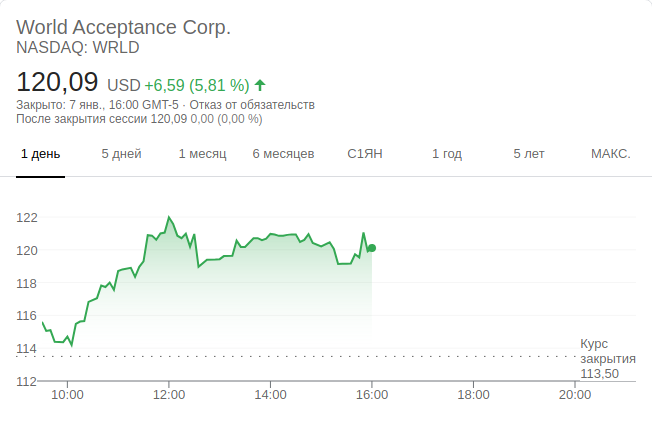 World Acceptance Corp.
NASDAQ: WRLD
120,09 USD +6,59 (5,81 %)
Закрыто: 7 янв., 16:00 GMT-5 · Отказ от обязательств
После закрытия сессии 120,09 0,00 (0,00 %)
1 день 5 дней 1 месяц 6 месяцев С1ЯН 1 год 5 лет МАКС.
122
120
118
116
114
112
Курс
закрытия
113,50
10:00 12:00 14:00 16:00 18:00 20:00